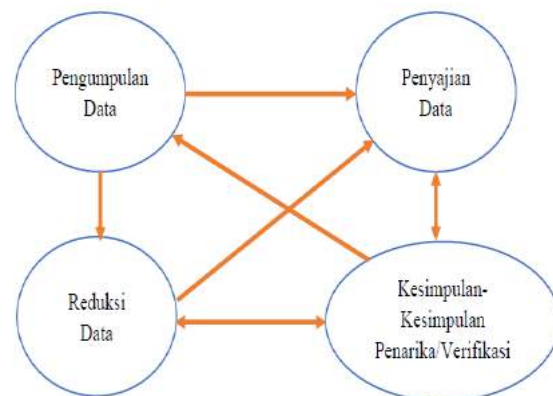 Pengumpulan
Data
Penyajian
Data
Reduksi
Data
Kesimpulan-
Kesimpulan
Penarika/Verifikasi